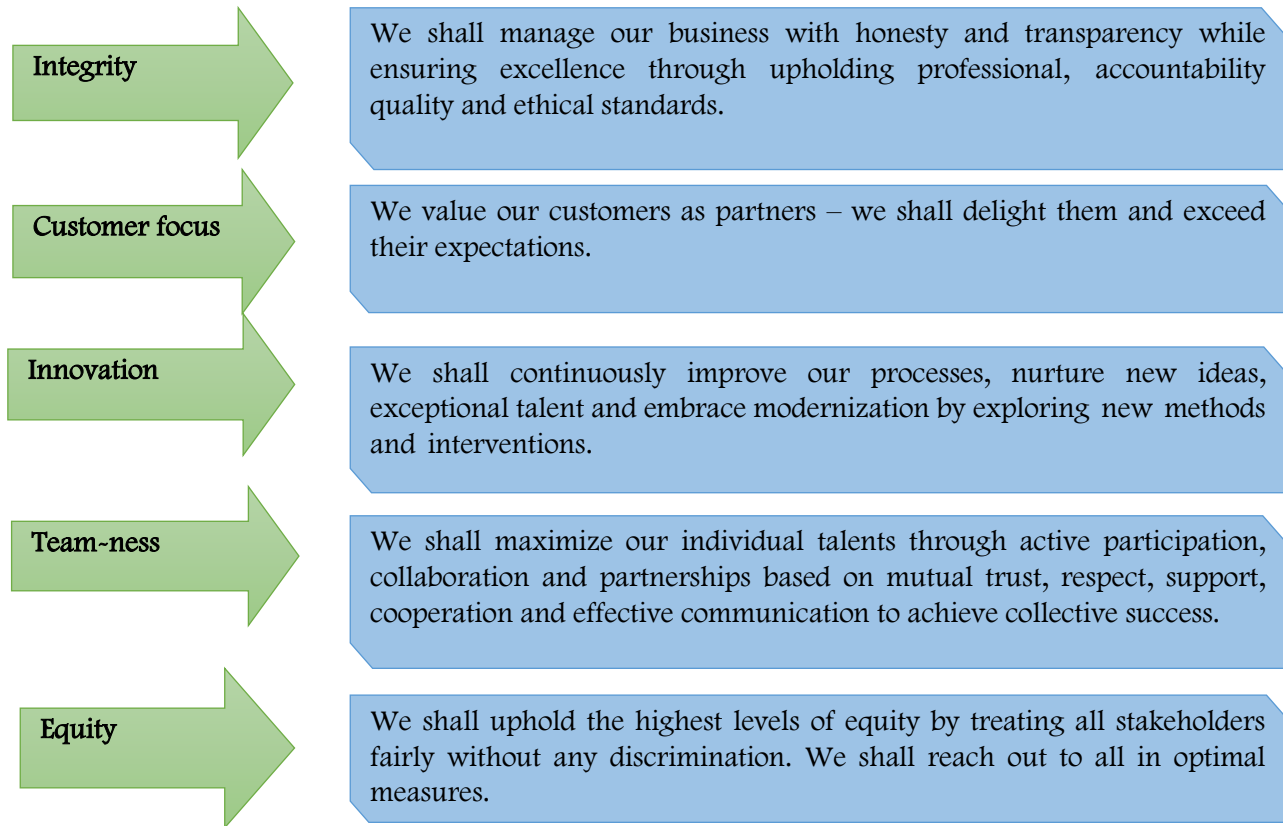 Integrity
We shall manage our business with honesty and transparency while
ensuring excellence through upholding professional, accountability
quality and ethical standards.
Customer focus
We value our customers as partners – we shall delight them and exceed
their expectations.
Innovation
We shall continuously improve our processes, nurture new ideas,
exceptional talent and embrace modernization by exploring new methods
and interventions.
Team-ness
We shall maximize our individual talents through active participation,
collaboration and partnerships based on mutual trust, respect, support,
cooperation and effective communication to achieve collective success.
Equity
We shall uphold the highest levels of equity by treating all stakeholders
fairly without any discrimination. We shall reach out to all in optimal
measures.